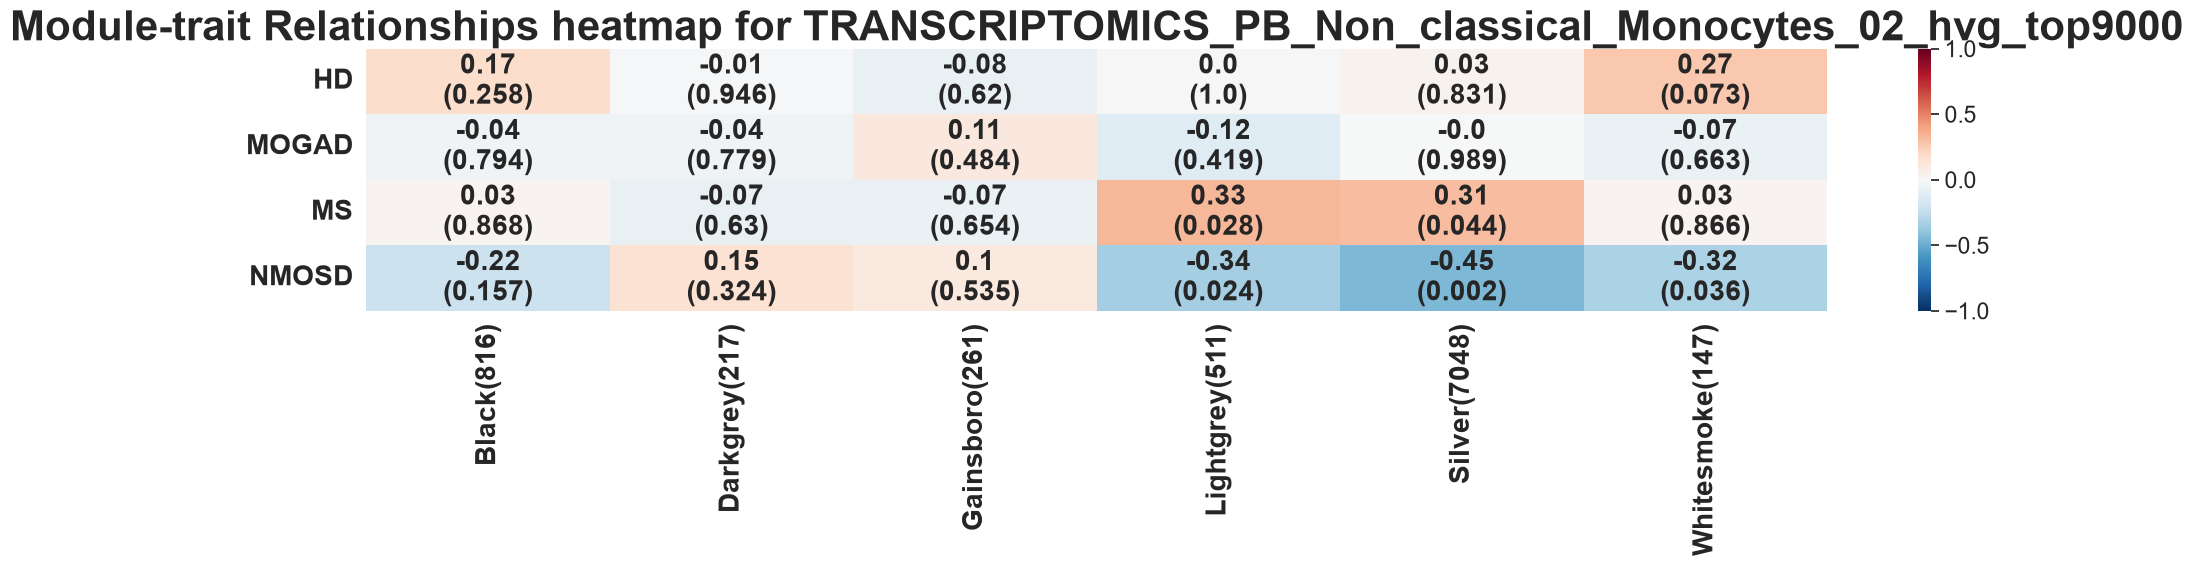 Module-trait Relationships heatmap for TRANSCRIPTOMICS_PB_Non_classical_Monocytes_02_hvg_top9000
HD
0.17 -0.01 -0.08 0.0 0.03 0.27
(0.258) (0.946) (0.62) (1.0) (0.831) (0.073)
MOGAD
-0.04 -0.04 0.11 -0.12 -0.0 -0.07
(0.794) (0.779) (0.484) (0.419) (0.989) (0.663)
MS
0.03 -0.07 -0.07 0.33 0.31 0.03
(0.868) (0.63) (0.654) (0.028) (0.044) (0.866)
NMOSD
-0.22 0.15 0.1 -0.34 -0.45 -0.32
(0.157) (0.324) (0.535) (0.024) (0.002) (0.036)
Black(816)
Darkgrey(217)
Gainsboro(261)
Lightgrey(511)
Silver(7048)
Whitesmoke(147)
1.0
0.5
0.0
−0.5
−1.0